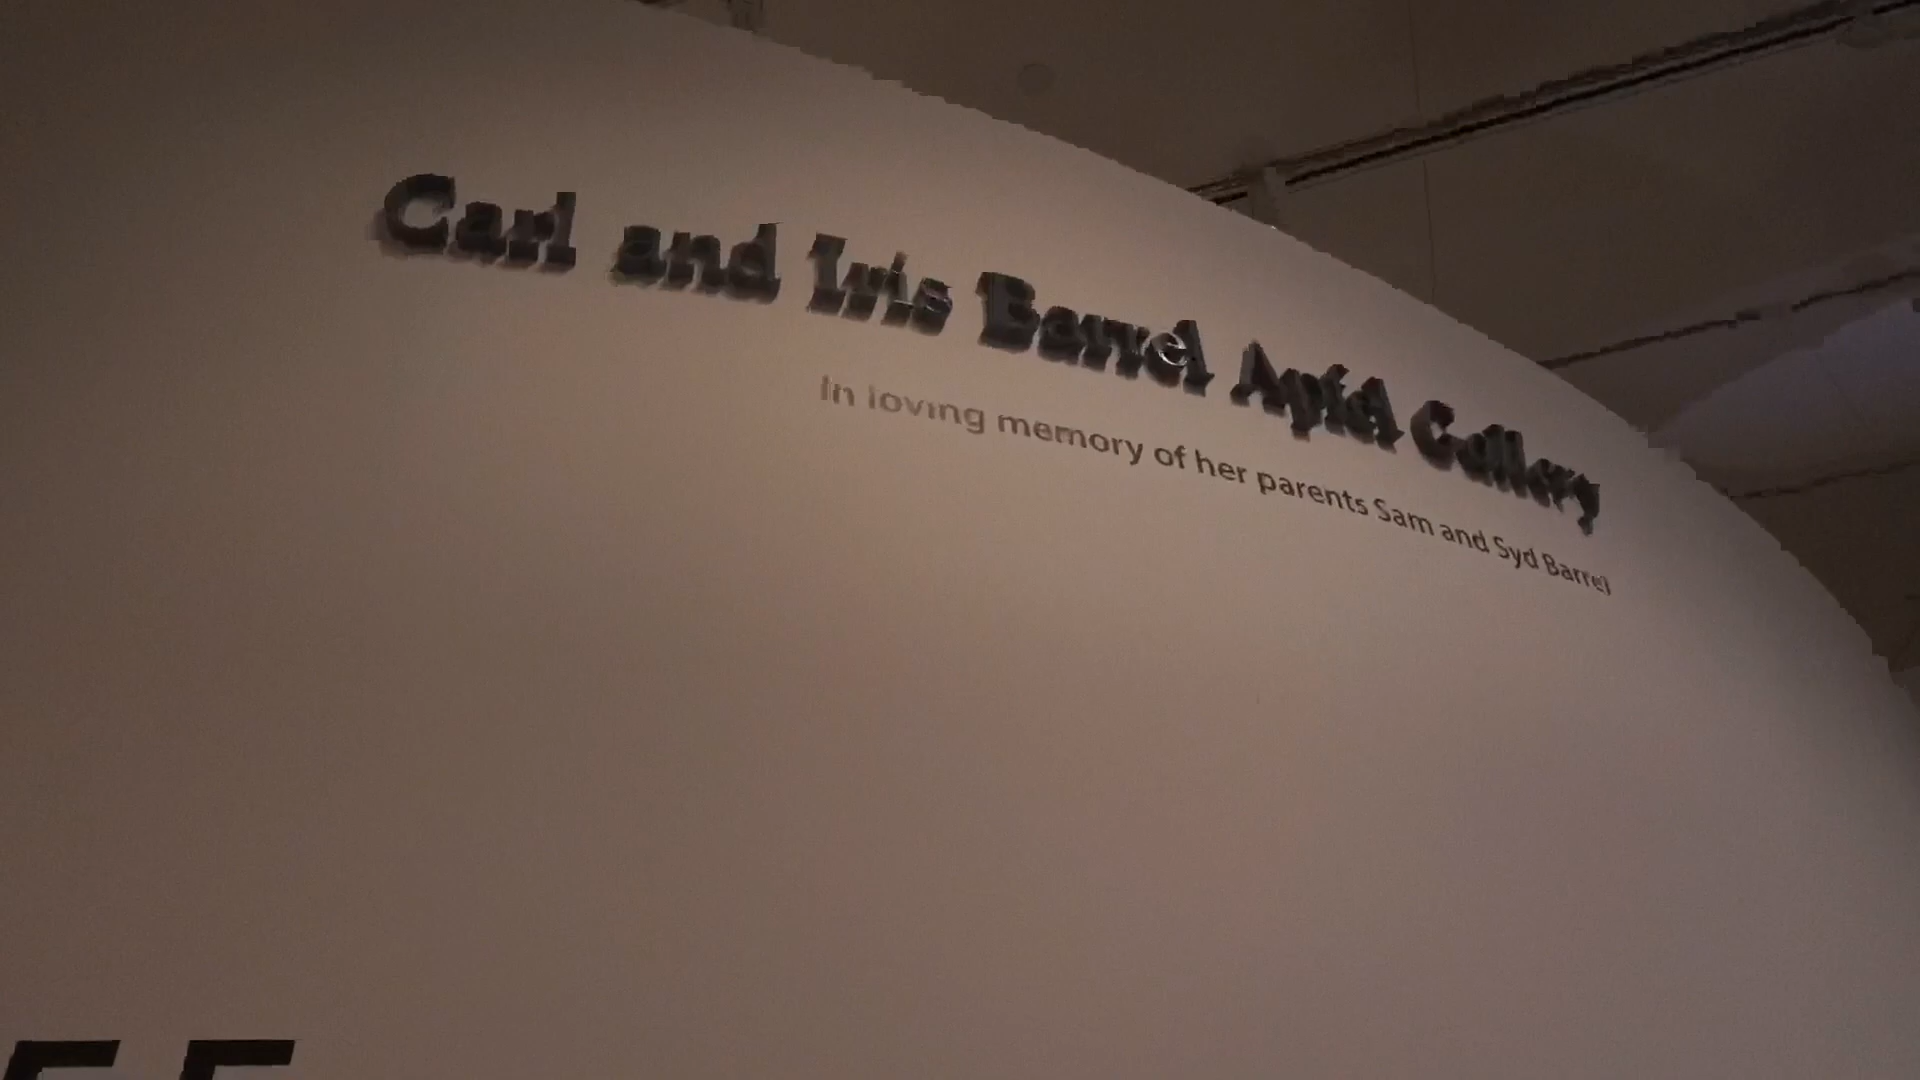 Carl and Iris Barrel Apfel Gallery
In loving memory of her parents Sam and Syd Barrel